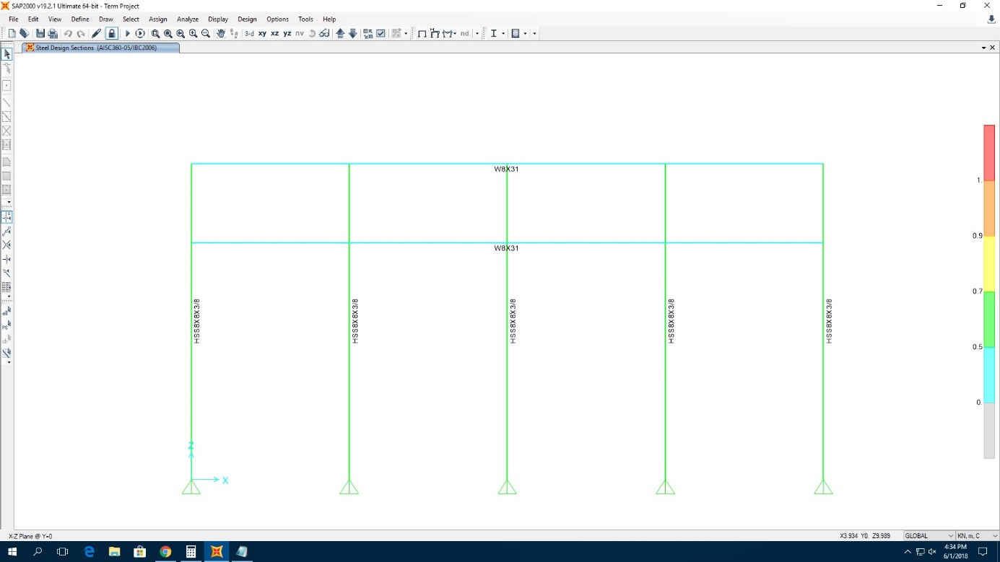 SAP2000 v19.2.1 Ultimate 64-bit - Term Project
File Edit View Define Draw Select Assign Analyze Display Design Options Tools Help
3-d xy xz yz nv nd
Steel Design Sections (AISC360-05/IBC2006)
W8X31
W8X31
HSS8X8X3/8
HSS8X8X3/8
HSS8X8X3/8
HSS8X8X3/8
HSS8X8X3/8
1.
0.9
0.7
0.5
0.
Z
X
X-Z Plane @ Y=0
X3.934 Y0. Z9.989
GLOBAL
KN, m, C
4:34 PM
6/1/2018